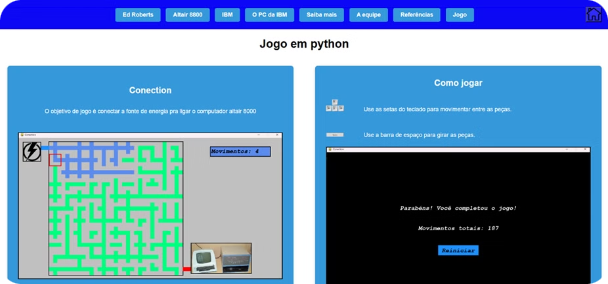 Ed Roberts
Altair 8800
IBM
O PC da IBM
Saiba mais
A equipe
Referências
Jogo
Jogo em python
Conection
O objetivo de jogo é conectar a fonte de energia pra ligar o computador altair 8000
Movimentos: 4
Como jogar
Use as setas do teclado para movimentar entre as peças.
Use a barra de espaço para girar as peças.
Parabéns! Você completou o jogo!
Movimentos totais: 187
Reiniciar